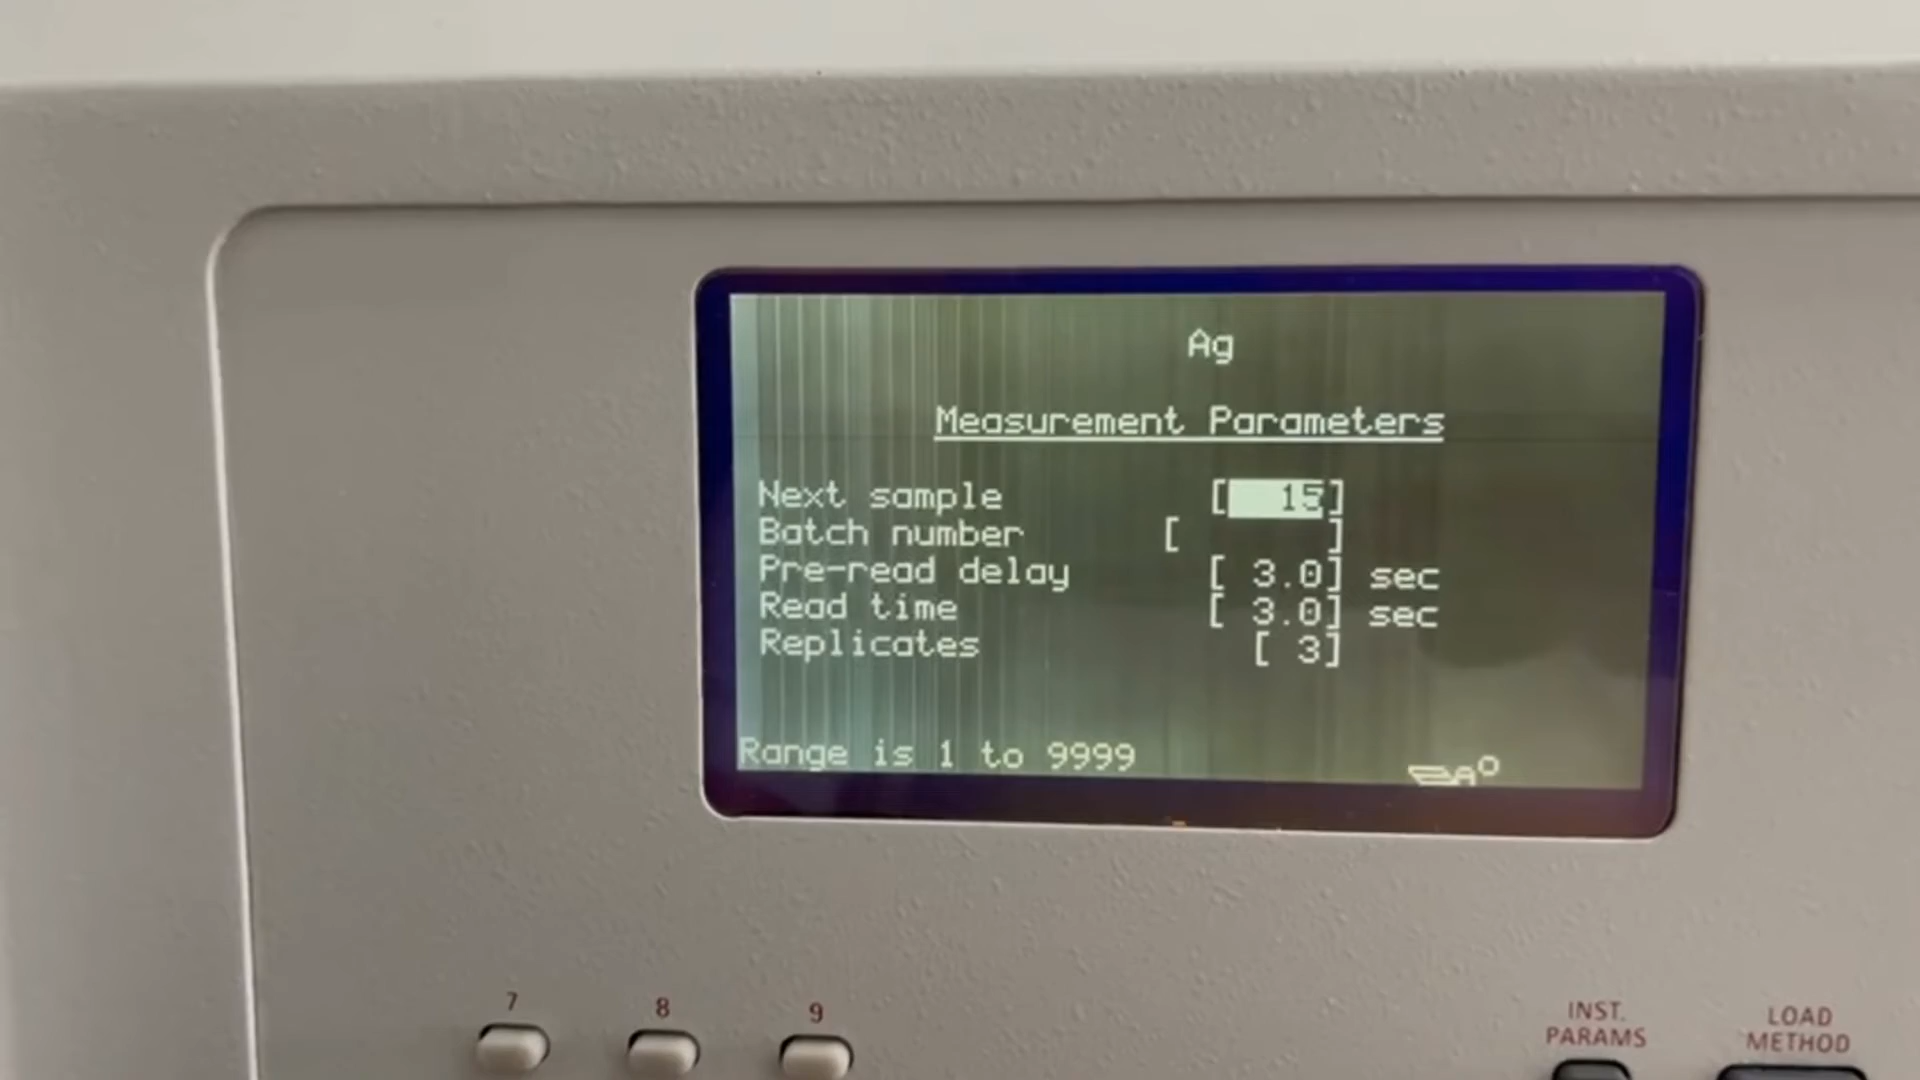 Ag
Measurement Parameters
Next sample [ 15]
Batch number [ ]
Pre-read delay [ 3.0] sec
Read time [ 3.0] sec
Replicates [ 3]
Range is 1 to 9999
7 8 9
INST. PARAMS
LOAD METHOD